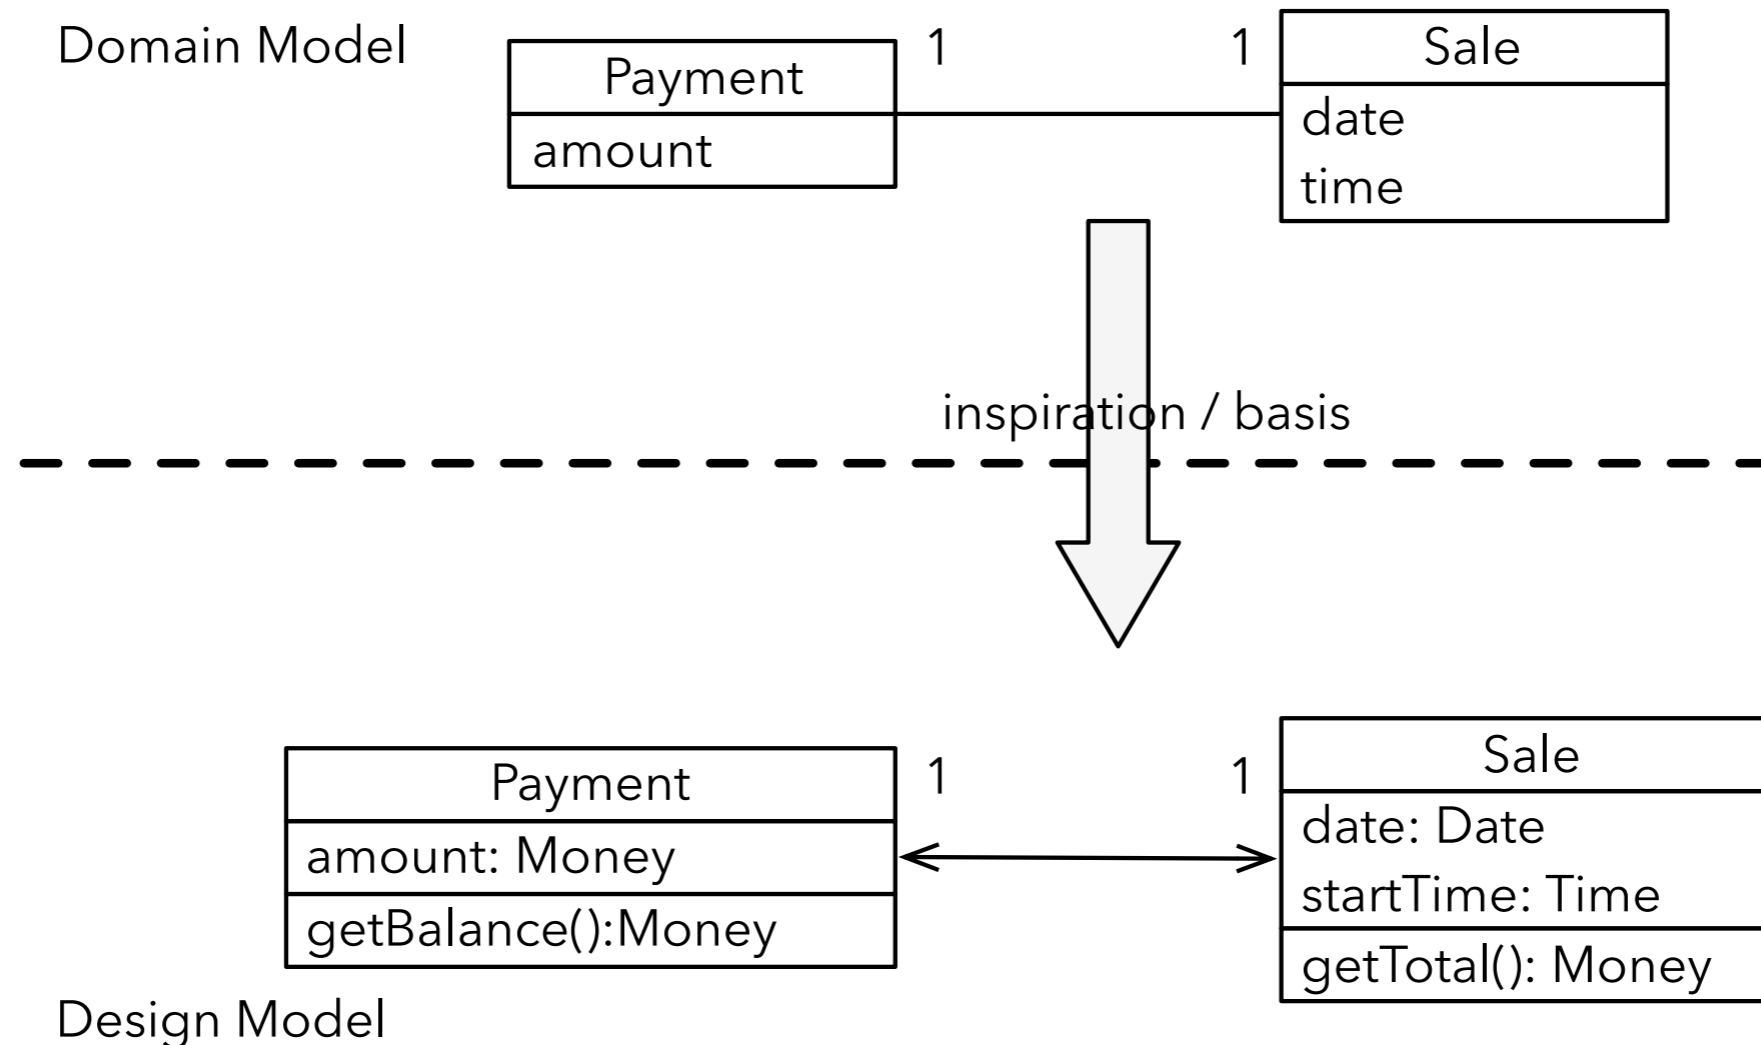 Domain Model
Payment
amount
1
1
Sale
date
time
inspiration / basis
Payment
amount: Money
getBalance():Money
1
1
Sale
date: Date
startTime: Time
getTotal(): Money
Design Model